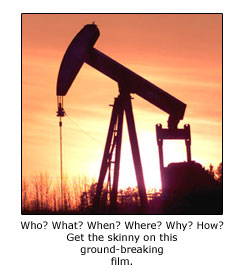 Who? What? When? Where? Why? How?
Get the skinny on this
ground-breaking
film.